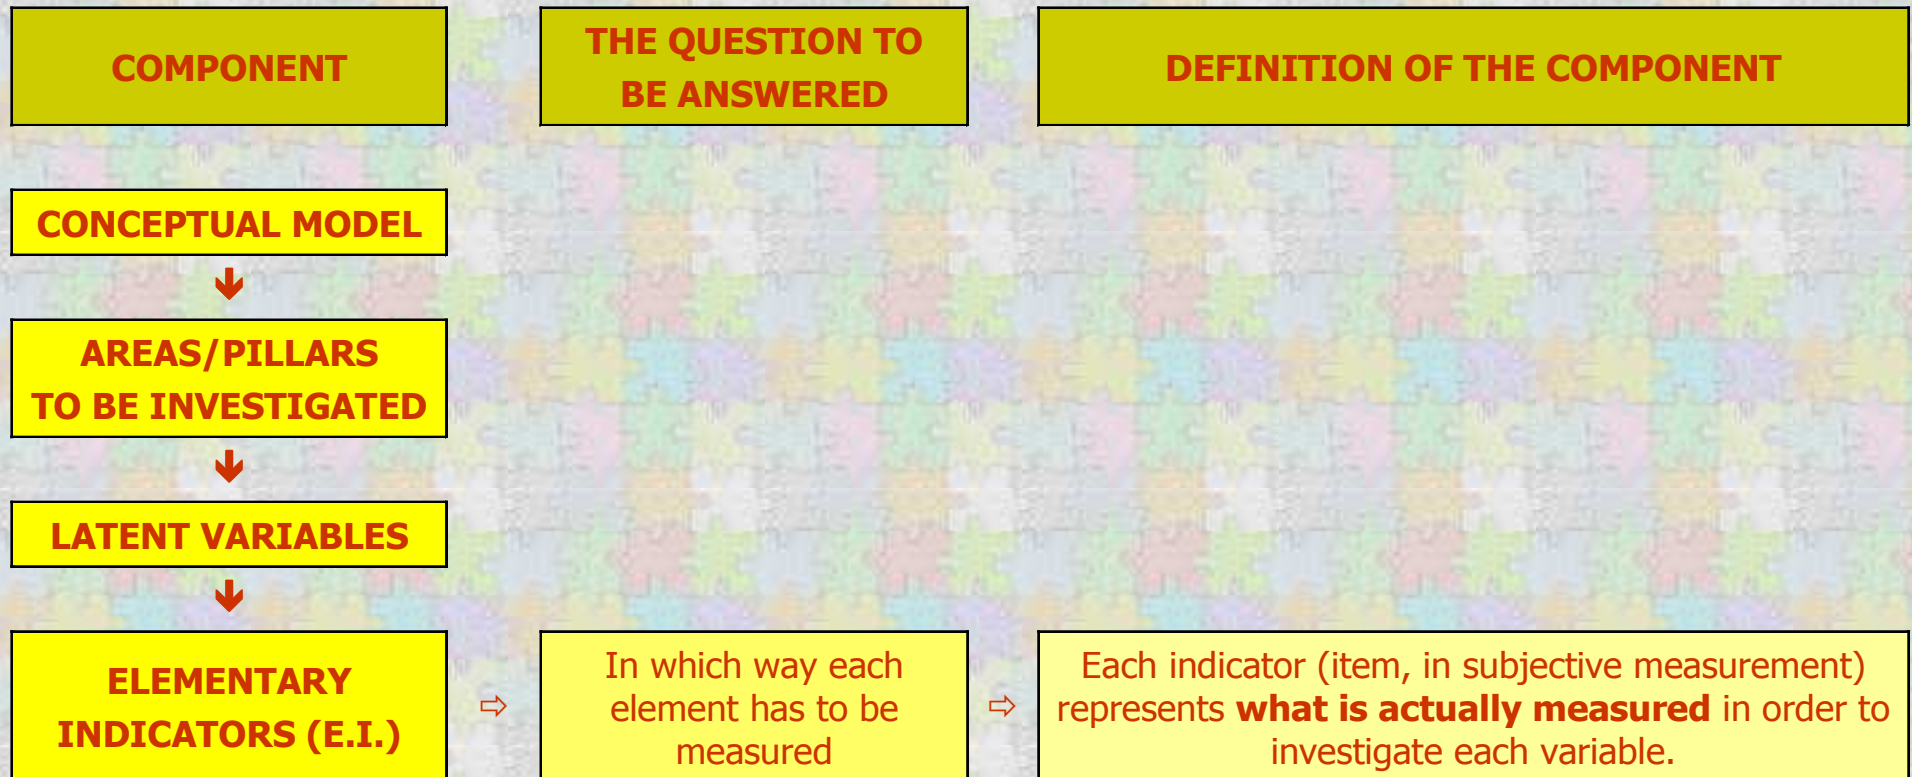 COMPONENT
THE QUESTION TO
BE ANSWERED
DEFINITION OF THE COMPONENT
CONCEPTUAL MODEL
AREAS/PILLARS
TO BE INVESTIGATED
LATENT VARIABLES
ELEMENTARY
INDICATORS (E.I.)
In which way each
element has to be
measured
Each indicator (item, in subjective measurement)
represents what is actually measured in order to
investigate each variable.